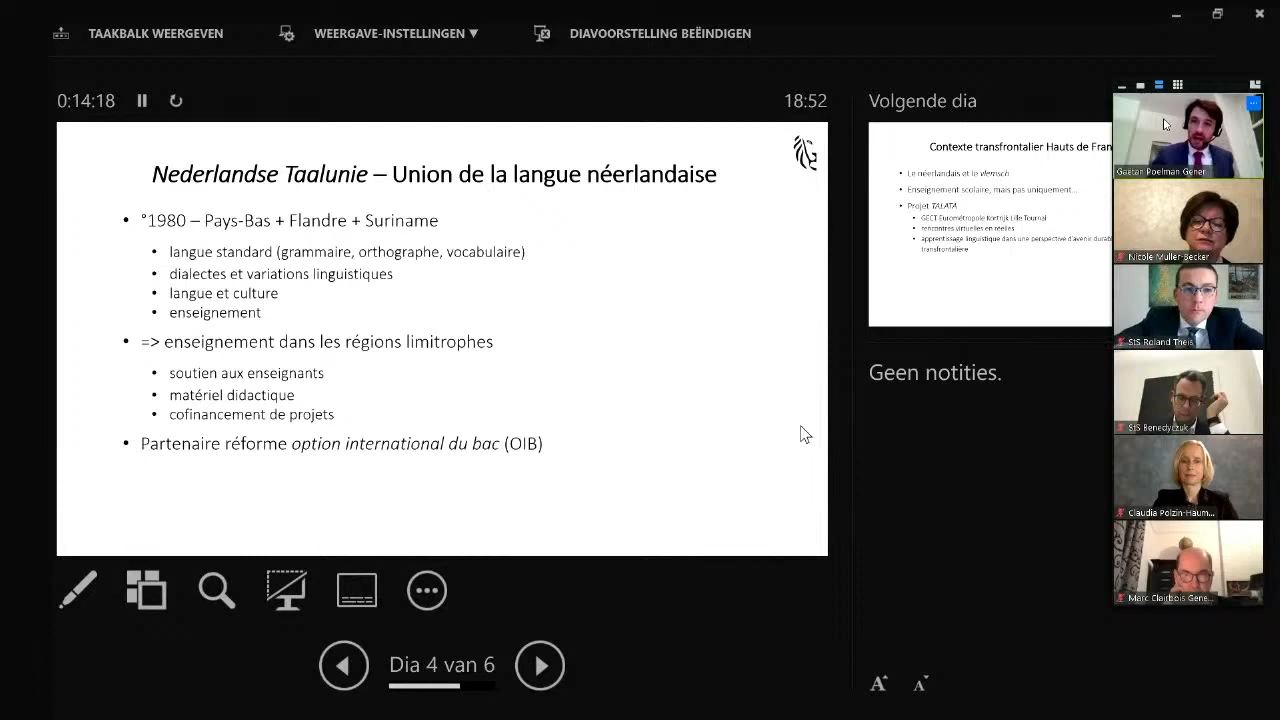 TAAKBALK WEERGEVEN
WEERGAVE-INSTELLINGEN ▼
DIAVOORSTELLING BEËINDIGEN
0:14:18
18:52
Nederlandse Taalunie – Union de la langue néerlandaise
• °1980 – Pays-Bas + Flandre + Suriname
• langue standard (grammaire, orthographe, vocabulaire)
• dialectes et variations linguistiques
• langue et culture
• enseignement
• => enseignement dans les régions limitrophes
• soutien aux enseignants
• matériel didactique
• cofinancement de projets
• Partenaire réforme option international du bac (OIB)
Dia 4 van 6
Volgende dia
Contexte transfrontalier Hauts de Fran
• Le néerlandais et le vlemsch
• Enseignement scolaire, mais pas uniquement...
• Projet TALATA
• GECT Eurométropole Kortrijk Lille Tournai
• rencontres virtuelles en réelles
• apprentissage linguistique dans une perspective d'avenir durab
transfrontalière
Geen notities.
A A
Gaëtan Poelman Gener
Nicole Muller-Becker
StS Roland Theis
StS Benedyczuk
Claudia Polzin-Haum...
Marc Clairbois Gene...